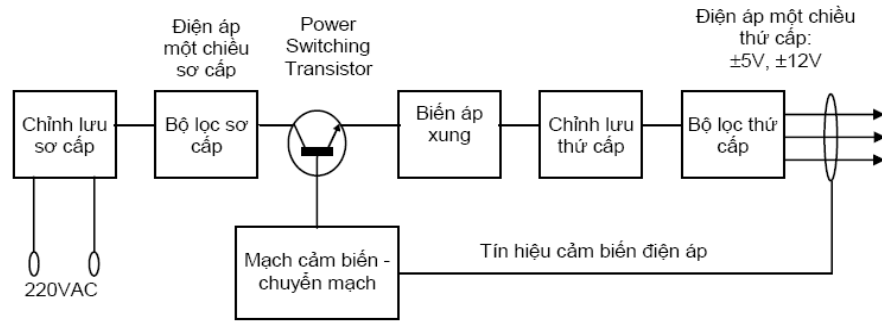 Điện áp
một chiều
sơ cấp
Power
Switching
Transistor
Điện áp một chiều
thứ cấp:
±5V, ±12V
Chỉnh lưu
sơ cấp
Bộ lọc sơ
cấp
Biến áp
xung
Chỉnh lưu
thứ cấp
Bộ lọc thứ
cấp
Mạch cảm biến -
chuyển mạch
Tín hiệu cảm biến điện áp
220VAC